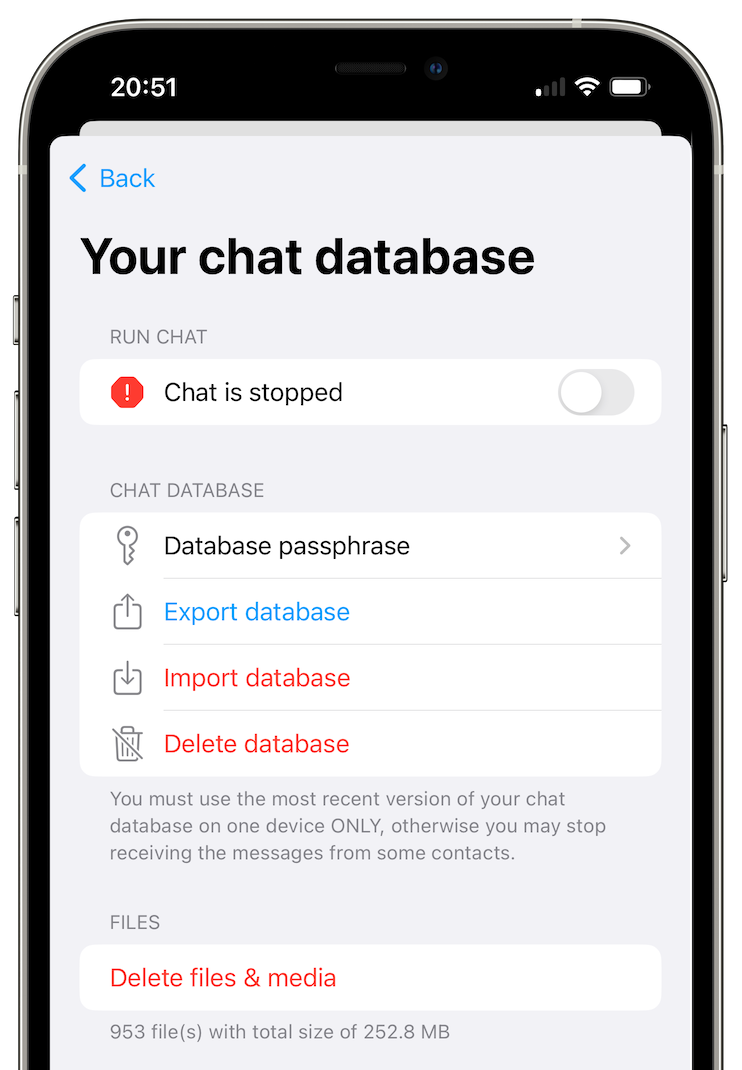 20:51
Back
Your chat database
RUN CHAT
Chat is stopped
CHAT DATABASE
Database passphrase
Export database
Import database
Delete database
You must use the most recent version of your chat
database on one device ONLY, otherwise you may stop
receiving the messages from some contacts.
FILES
Delete files & media
953 file(s) with total size of 252.8 MB